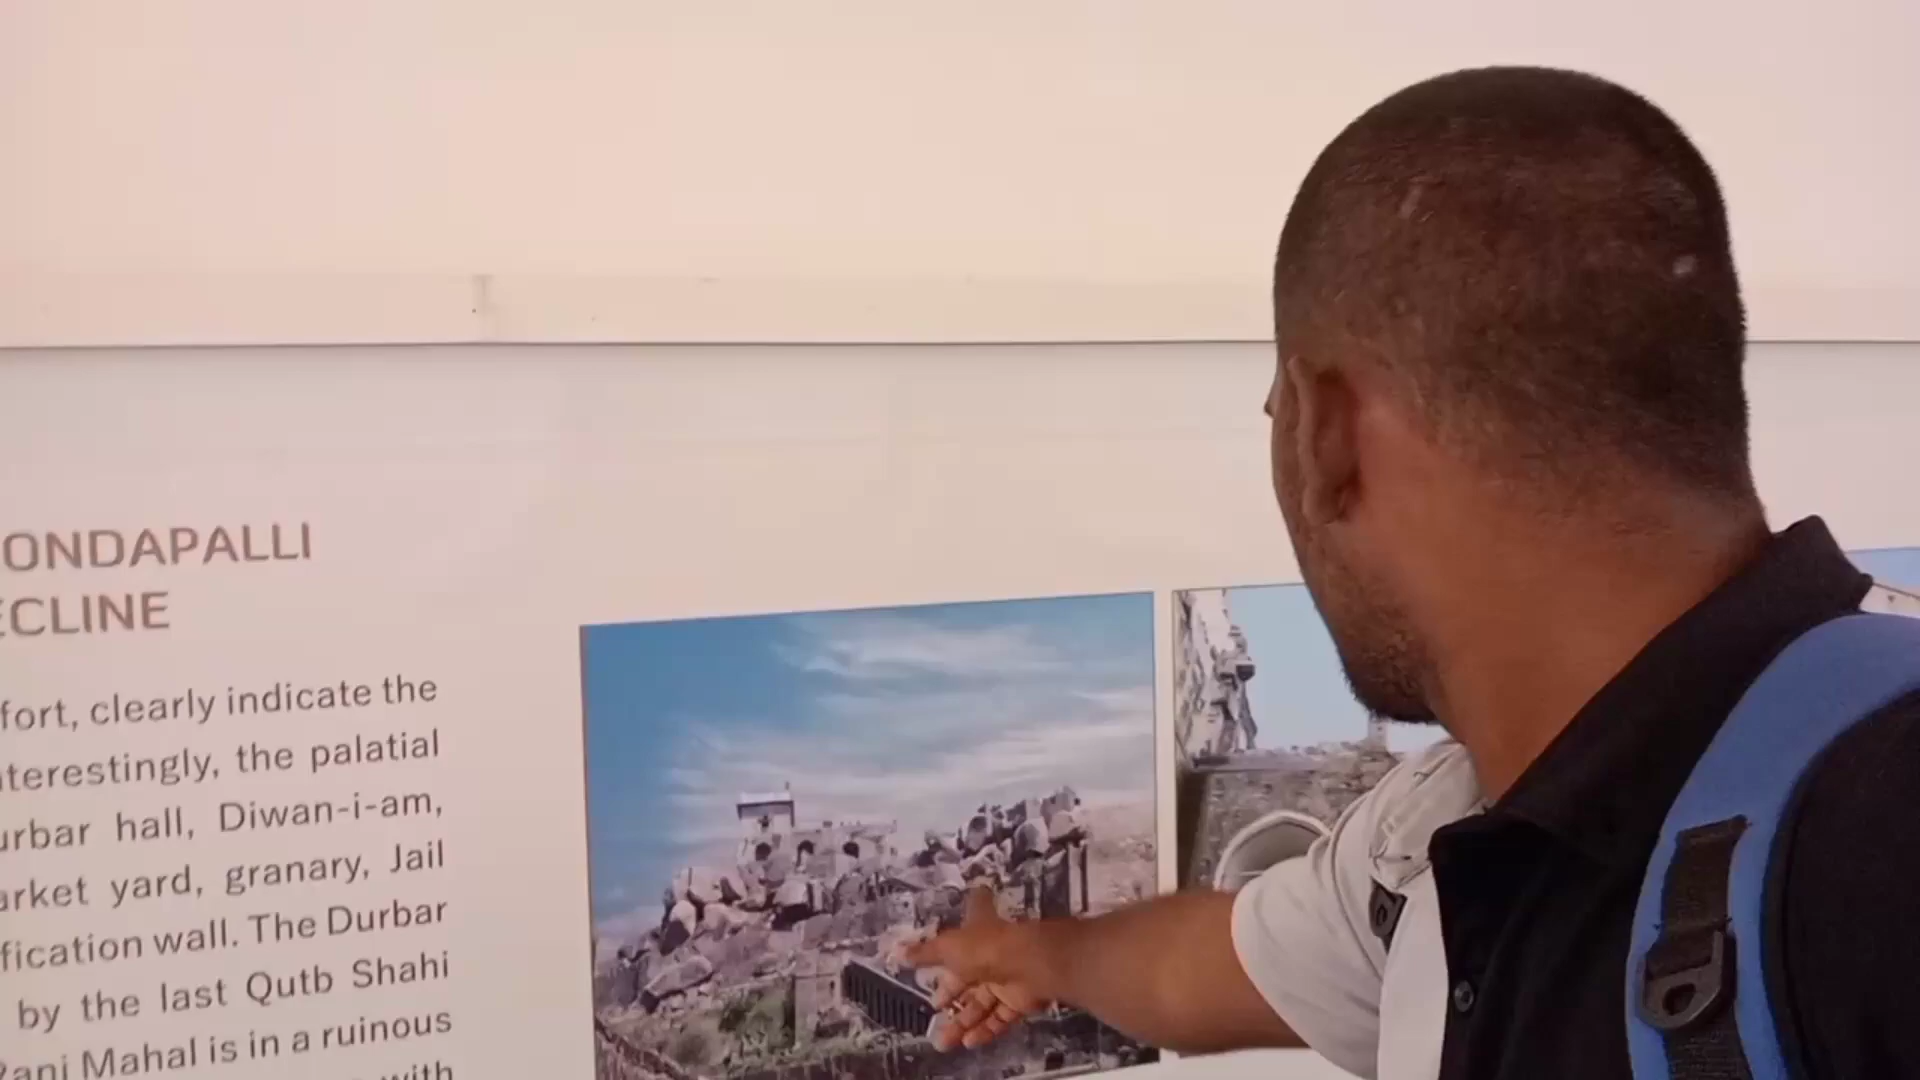 ONDAPALLI
ECLINE
fort, clearly indicate the
nterestingly, the palatial
urbar hall, Diwan-i-am,
arket yard, granary, Jail
fication wall. The Durbar
by the last Qutb Shahi
Rani Mahal is in a ruinous
with